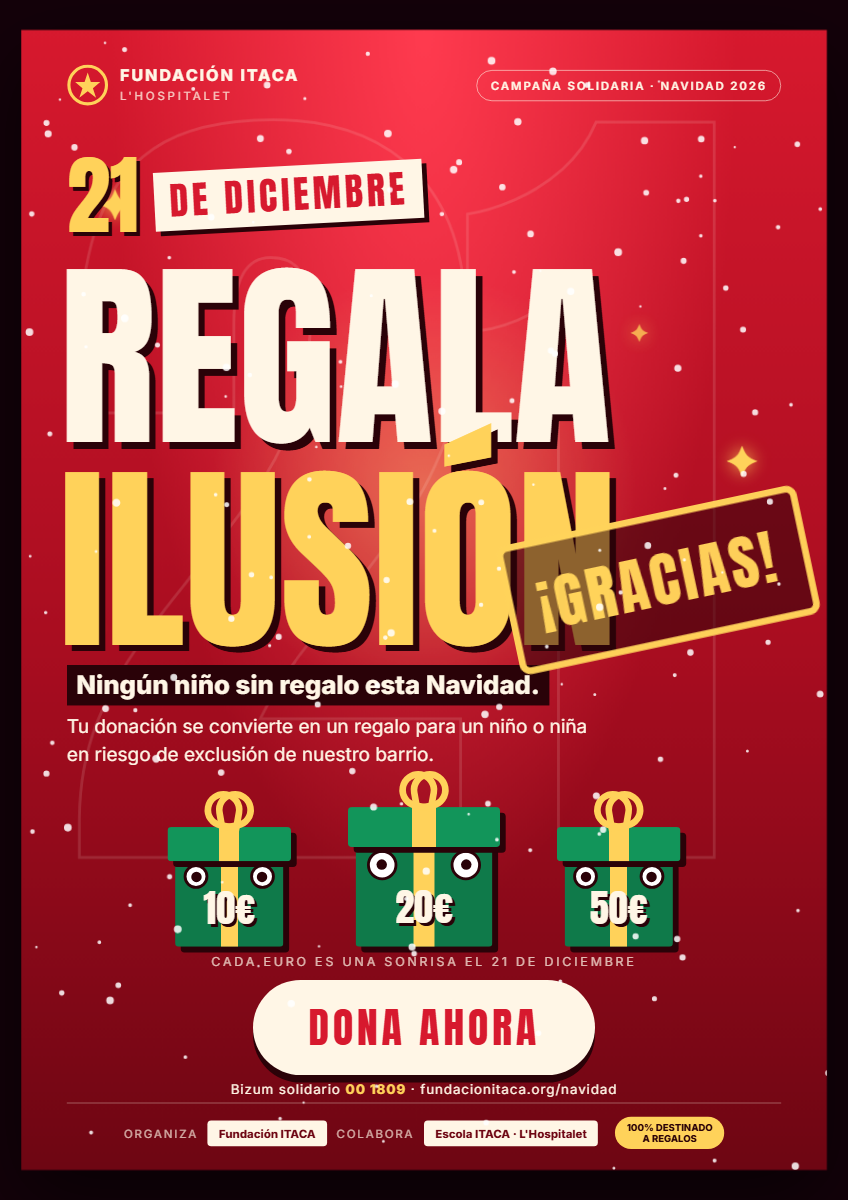 FUNDACIÓN ITACA
L'HOSPITALET
CAMPAÑA SOLIDARIA · NAVIDAD 2026
21
DE DICIEMBRE
REGALA
ILUSIÓN
¡GRACIAS!
Ningún niño sin regalo esta Navidad.
Tu donación se convierte en un regalo para un niño o niña
en riesgo de exclusión de nuestro barrio.
10€
20€
50€
CADA EURO ES UNA SONRISA EL 21 DE DICIEMBRE
DONA AHORA
Bizum solidario 00 1809 · fundacionitaca.org/navidad
ORGANIZA Fundación ITACA COLABORA Escola ITACA · L'Hospitalet
100% DESTINADO
A REGALOS